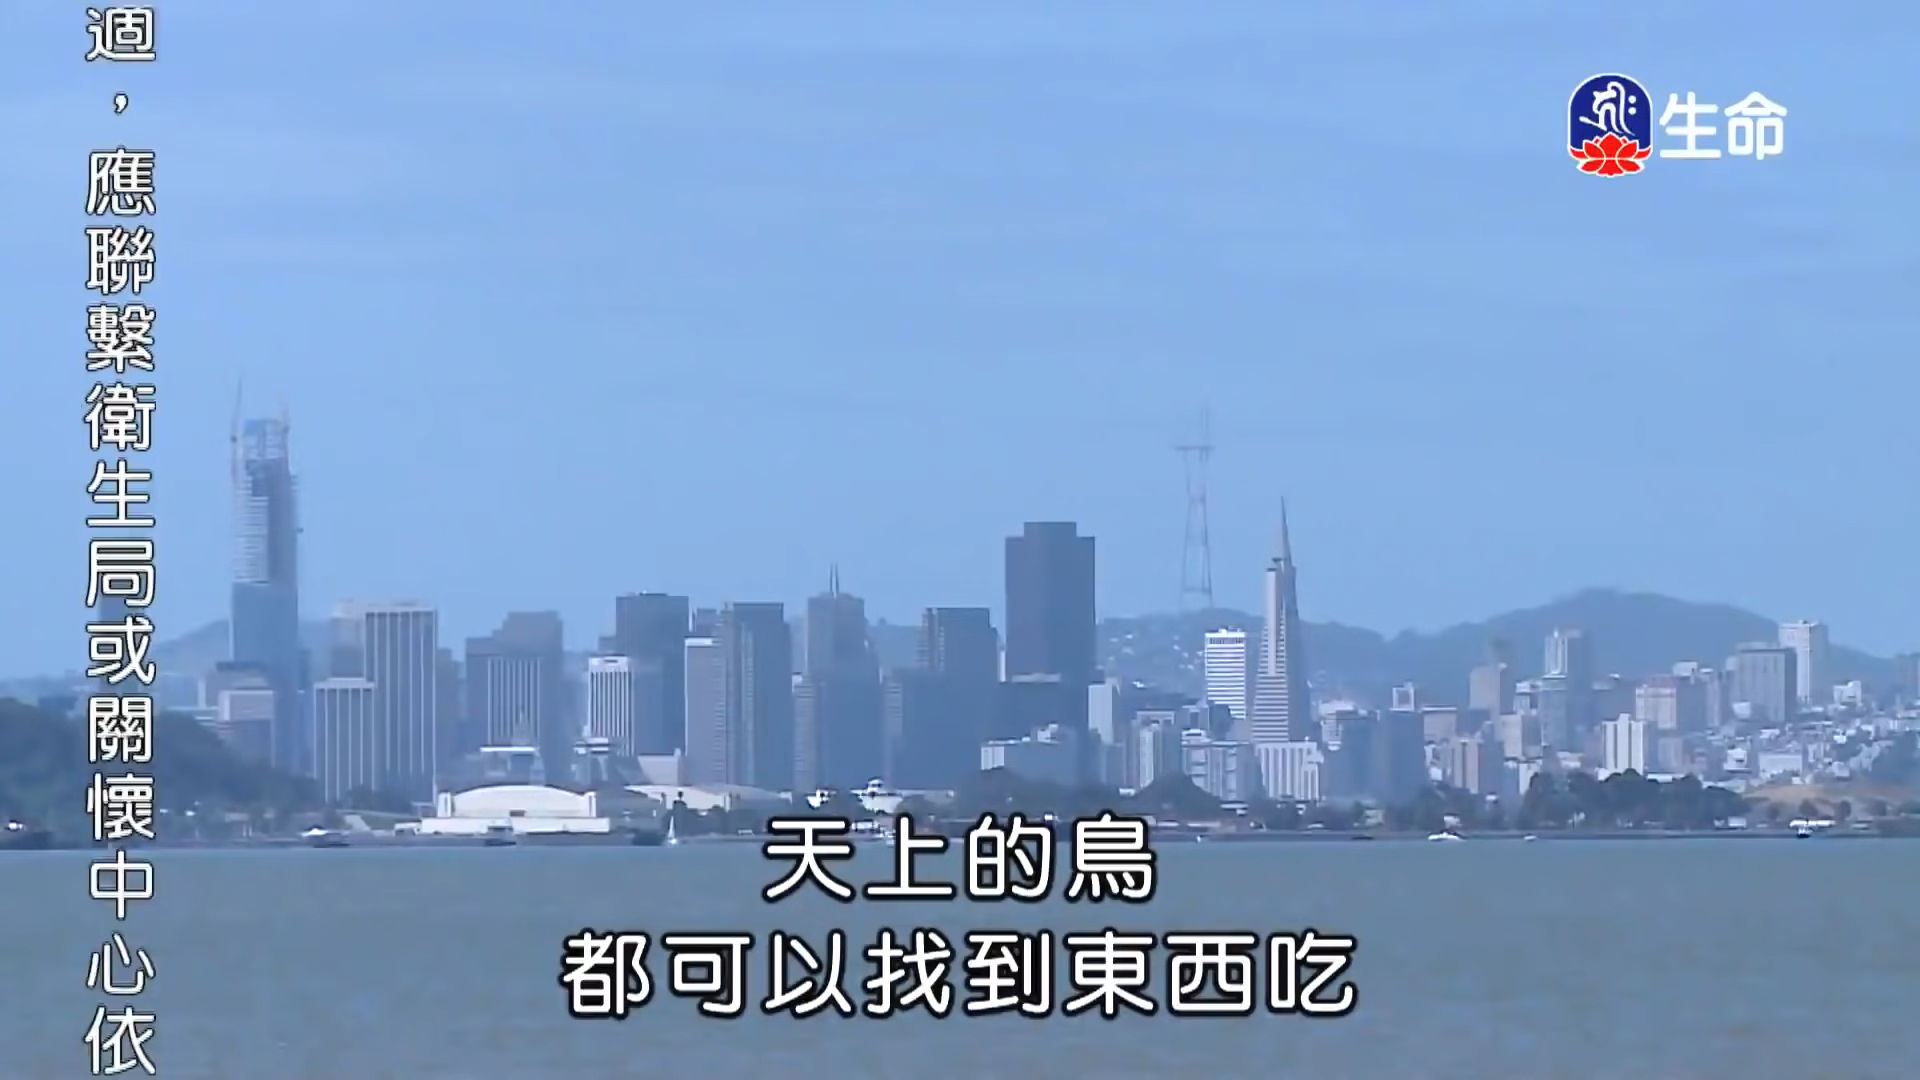 週，應聯繫衛生局或關懷中心依
生命
天上的鳥
都可以找到東西吃